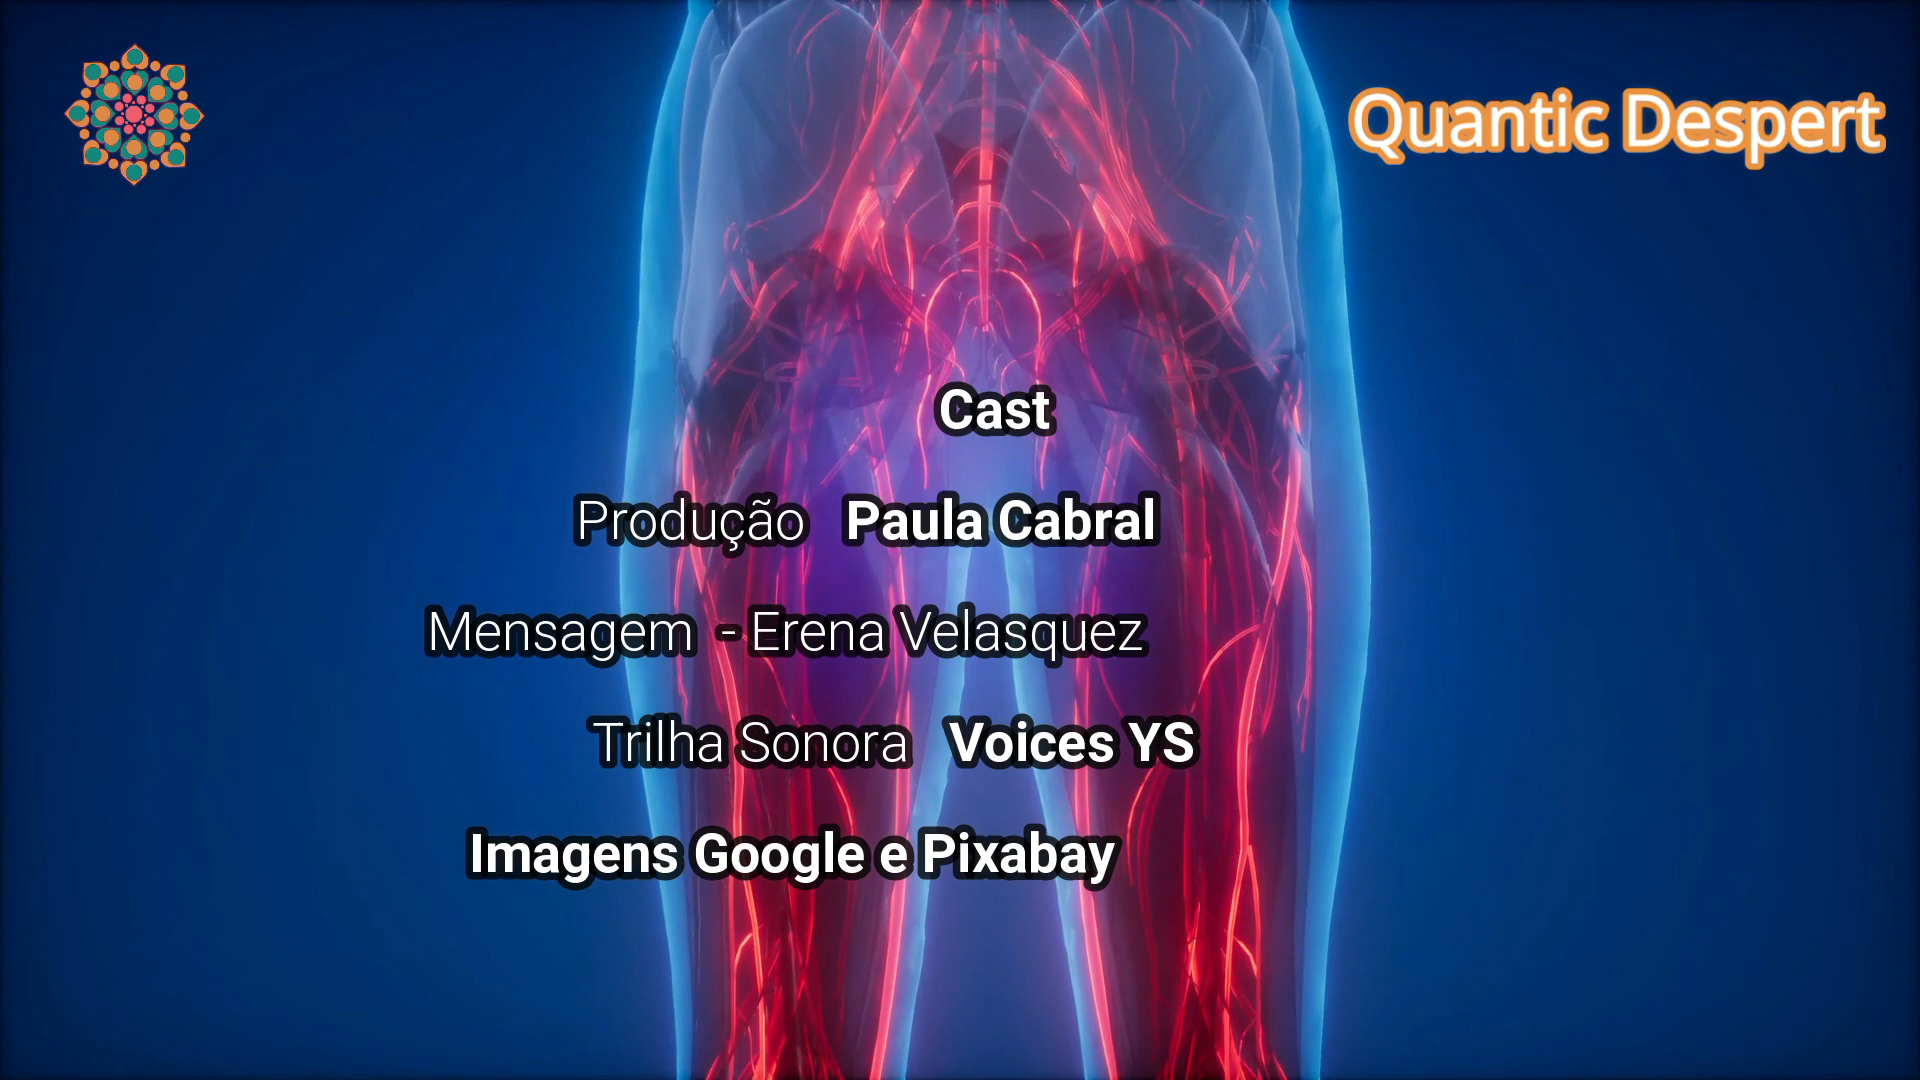 Quantic Despert
Cast
Produção Paula Cabral
Mensagem - Erena Velasquez
Trilha Sonora Voices YS
Imagens Google e Pixabay